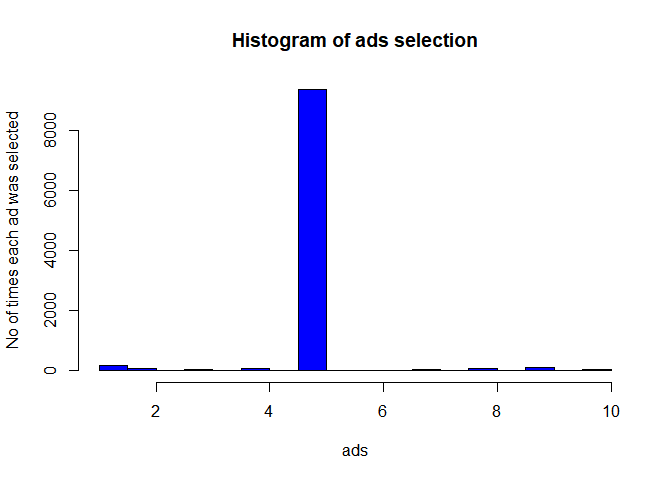 Histogram of ads selection
No of times each ad was selected
8000
6000
4000
2000
0
2 4 6 8 10
ads